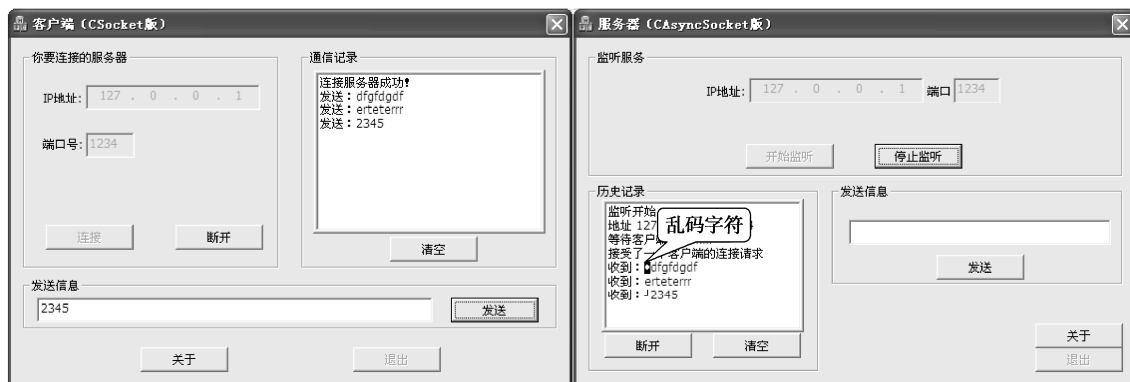 客户端（CSocket版）
你要连接的服务器
IP地址: 127 . 0 . 0 . 1
端口号: 1234
连接
断开
通信记录
连接服务器成功!
发送：dfgfdgdf
发送：erteterrr
发送：2345
清空
发送信息
2345
发送
关于
退出
服务器（CAsyncSocket版）
监听服务
IP地址: 127 . 0 . 0 . 1 端口 1234
开始监听
停止监听
历史记录
监听开始
地址 127
等待客户
接受了一个客户端的连接请求
收到：dfgfdgdf
收到：erteterrr
收到：┘2345
乱码字符
断开
清空
发送信息
发送
关于
退出